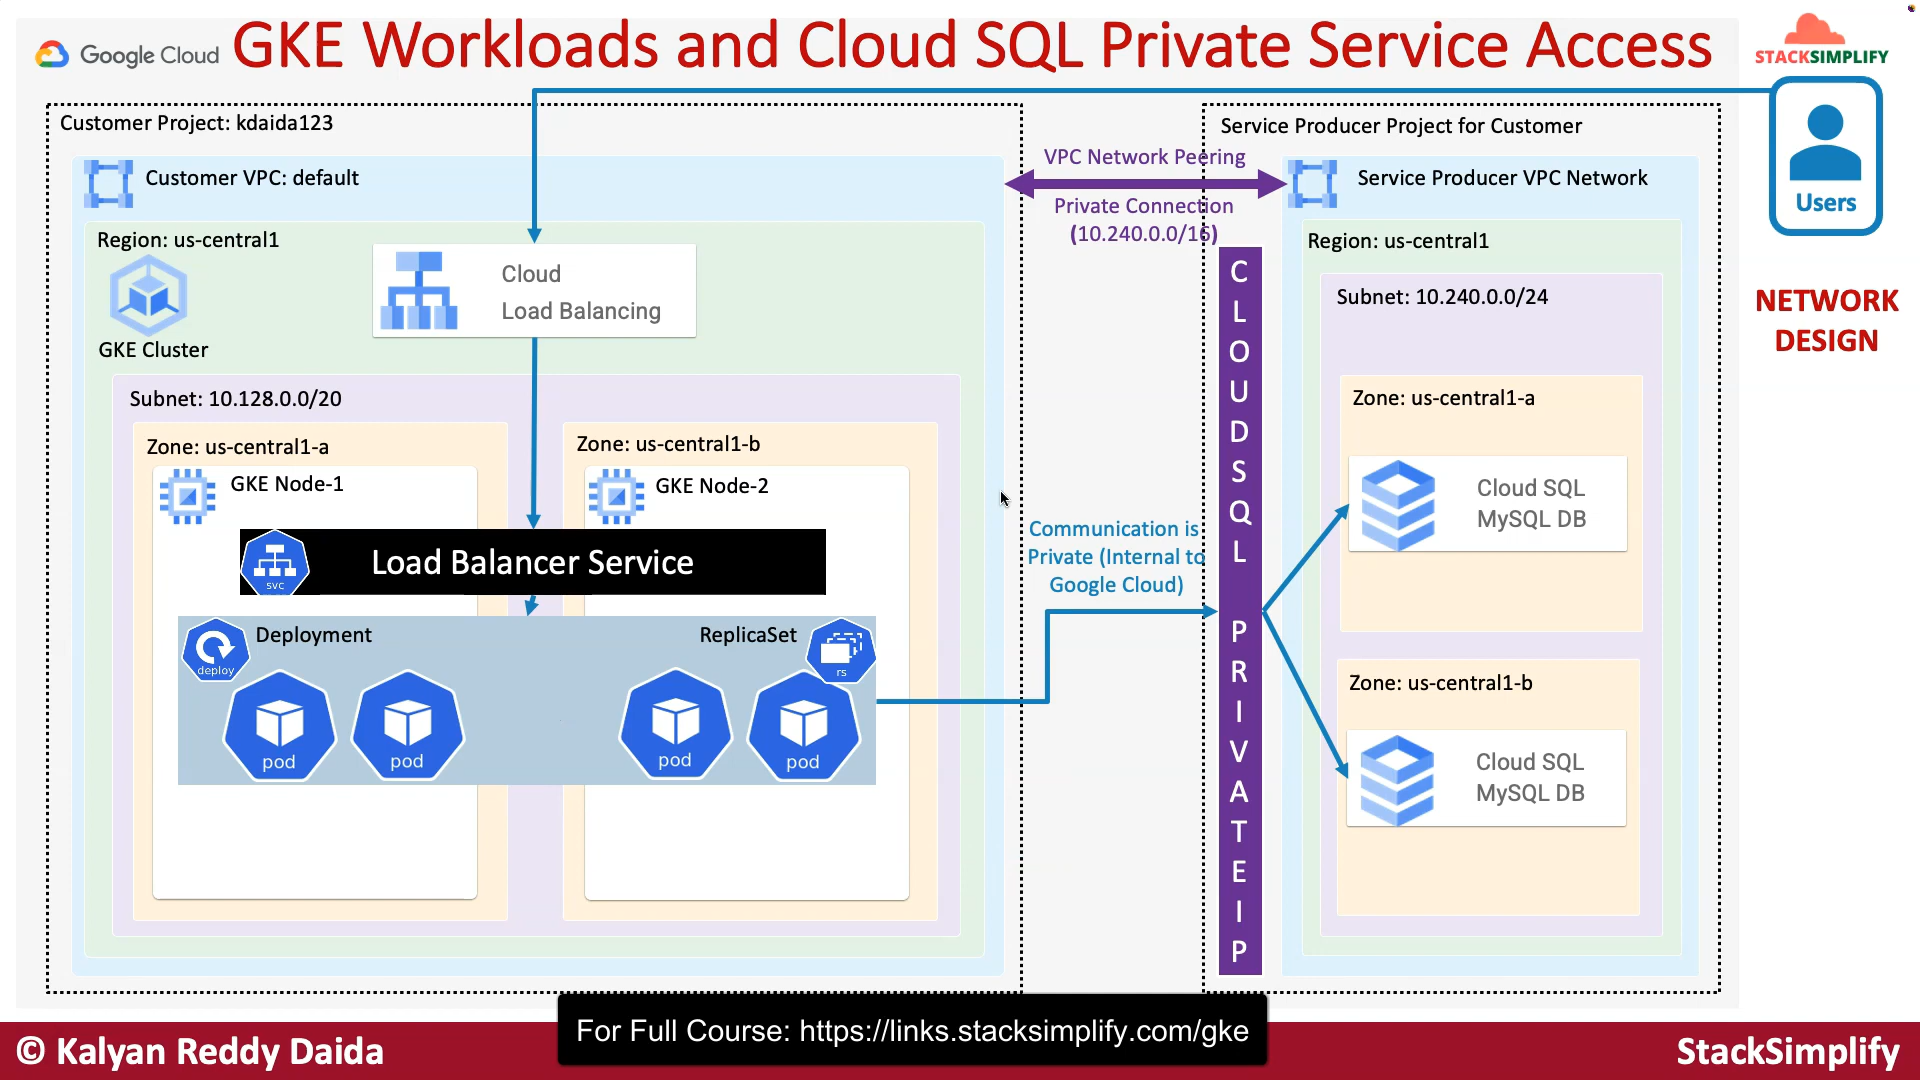 Google Cloud
GKE Workloads and Cloud SQL Private Service Access
STACKSIMPLIFY
Users
NETWORK
DESIGN
Customer Project: kdaida123
Customer VPC: default
Region: us-central1
GKE Cluster
Cloud
Load Balancing
Subnet: 10.128.0.0/20
Zone: us-central1-a
GKE Node-1
Zone: us-central1-b
GKE Node-2
svc
Load Balancer Service
deploy
Deployment
ReplicaSet
rs
pod
pod
pod
pod
VPC Network Peering
Private Connection
(10.240.0.0/16)
Communication is
Private (Internal to
Google Cloud)
CLOUDSQL PRIVATEIP
Service Producer Project for Customer
Service Producer VPC Network
Region: us-central1
Subnet: 10.240.0.0/24
Zone: us-central1-a
Cloud SQL
MySQL DB
Zone: us-central1-b
Cloud SQL
MySQL DB
© Kalyan Reddy Daida
For Full Course: https://links.stacksimplify.com/gke
StackSimplify